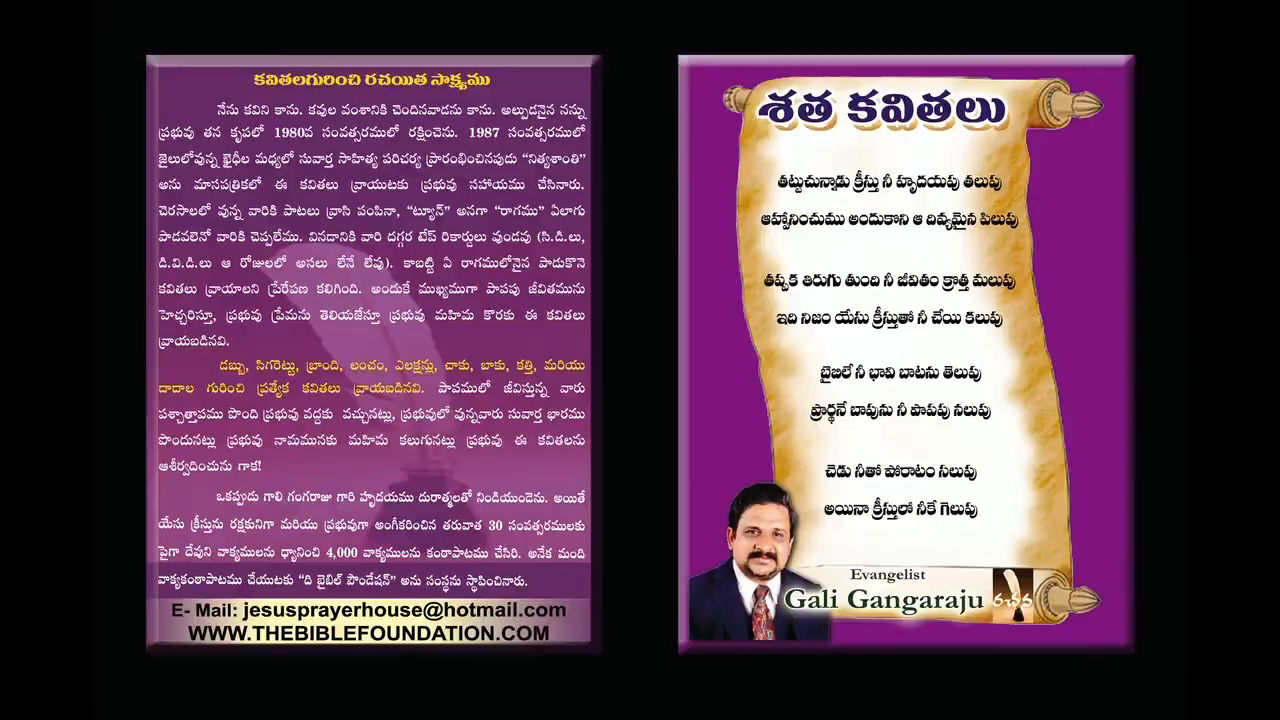 కవితలగురించి రచయిత సాక్ష్యము
నేను కవిని కాను. కవుల వంశానికి చెందినవాడను కాను. అల్పుడనైన నన్ను
ప్రభువు తన కృపలో 1980వ సంవత్సరములో రక్షించెను. 1987 సంవత్సరములో
జైలులోవున్న ఖైధీల మధ్యలో సువార్త సాహిత్య పరిచర్య ప్రారంభించినపుడు “నిత్యశాంతి”
అను మాసపత్రికలో ఈ కవితలు వ్రాయుటకు ప్రభువు సహాయము చేసినారు.
చెరసాలలో వున్న వారికి పాటలు వ్రాసి పంపినా, “ట్యూన్” అనగా “రాగము” ఏలాగు
పాడవలెనో వారికి చెప్పలేము. వినడానికి వారి దగ్గర టేప్ రికార్డులు వుండవు (సి.డి.లు,
డి.వి.డి.లు ఆ రోజులలో అసలు లేనే లేవు). కాబట్టి ఏ రాగములోనైన పాడుకొనె
కవితలు వ్రాయాలని ప్రేరేపణ కలిగింది. అందుకే ముఖ్యముగా పాపపు జీవితమును
హెచ్చరిస్తూ, ప్రభువు ప్రేమను తెలియజేస్తూ ప్రభువు మహిమ కొరకు ఈ కవితలు
వ్రాయబడినవి.
డబ్బు, సిగరెట్టు, బ్రాంది, లంచం, ఎలక్షన్లు, చాకు, బాకు, కత్తి, మరియు
దాదాల గురించి ప్రత్యేక కవితలు వ్రాయబడినవి. పాపములో జీవిస్తున్న వారు
పశ్చాత్తాపము పొంది ప్రభువు వద్దకు వచ్చునట్లు, ప్రభువులో వున్నవారు సువార్త భారము
పొందునట్లు ప్రభువు నామమునకు మహిమ కలుగునట్లు ప్రభువు ఈ కవితలను
ఆశీర్వదించును గాక!
ఒకప్పుడు గాలి గంగరాజు గారి హృదయము దురాత్మలతో నిండియుండెను. అయితే
యేసు క్రీస్తును రక్షకునిగా మరియు ప్రభువుగా అంగీకరించిన తరువాత 30 సంవత్సరములకు
పైగా దేవుని వాక్యములను ధ్యానించి 4,000 వాక్యములను కంఠాపాటము చేసిరి. అనేక మంది
వాక్యకంఠాపాటము చేయుటకు “ది బైబిల్ ఫౌండేషన్” అను సంస్థను స్థాపించినారు.
E- Mail: jesusprayerhouse@hotmail.com
WWW.THEBIBLEFOUNDATION.COM
శత కవితలు
తట్టుచున్నాడు క్రీస్తు నీ హృదయపు తలుపు
ఆహ్వానించుము అందుకొని ఆ దివ్యమైన పిలుపు
తప్పక తిరుగు తుంది నీ జీవితం క్రొత్త మలుపు
ఇది నిజం యేసు క్రీస్తుతో నీ చేయి కలుపు
బైబిలే నీ భావి బాటను తెలుపు
ప్రార్థనే బాపును నీ పాపపు నలుపు
చెడు నీతో పోరాటం సలుపు
అయినా క్రీస్తులో నీకే గెలుపు
Evangelist
Gali Gangaraju రచన